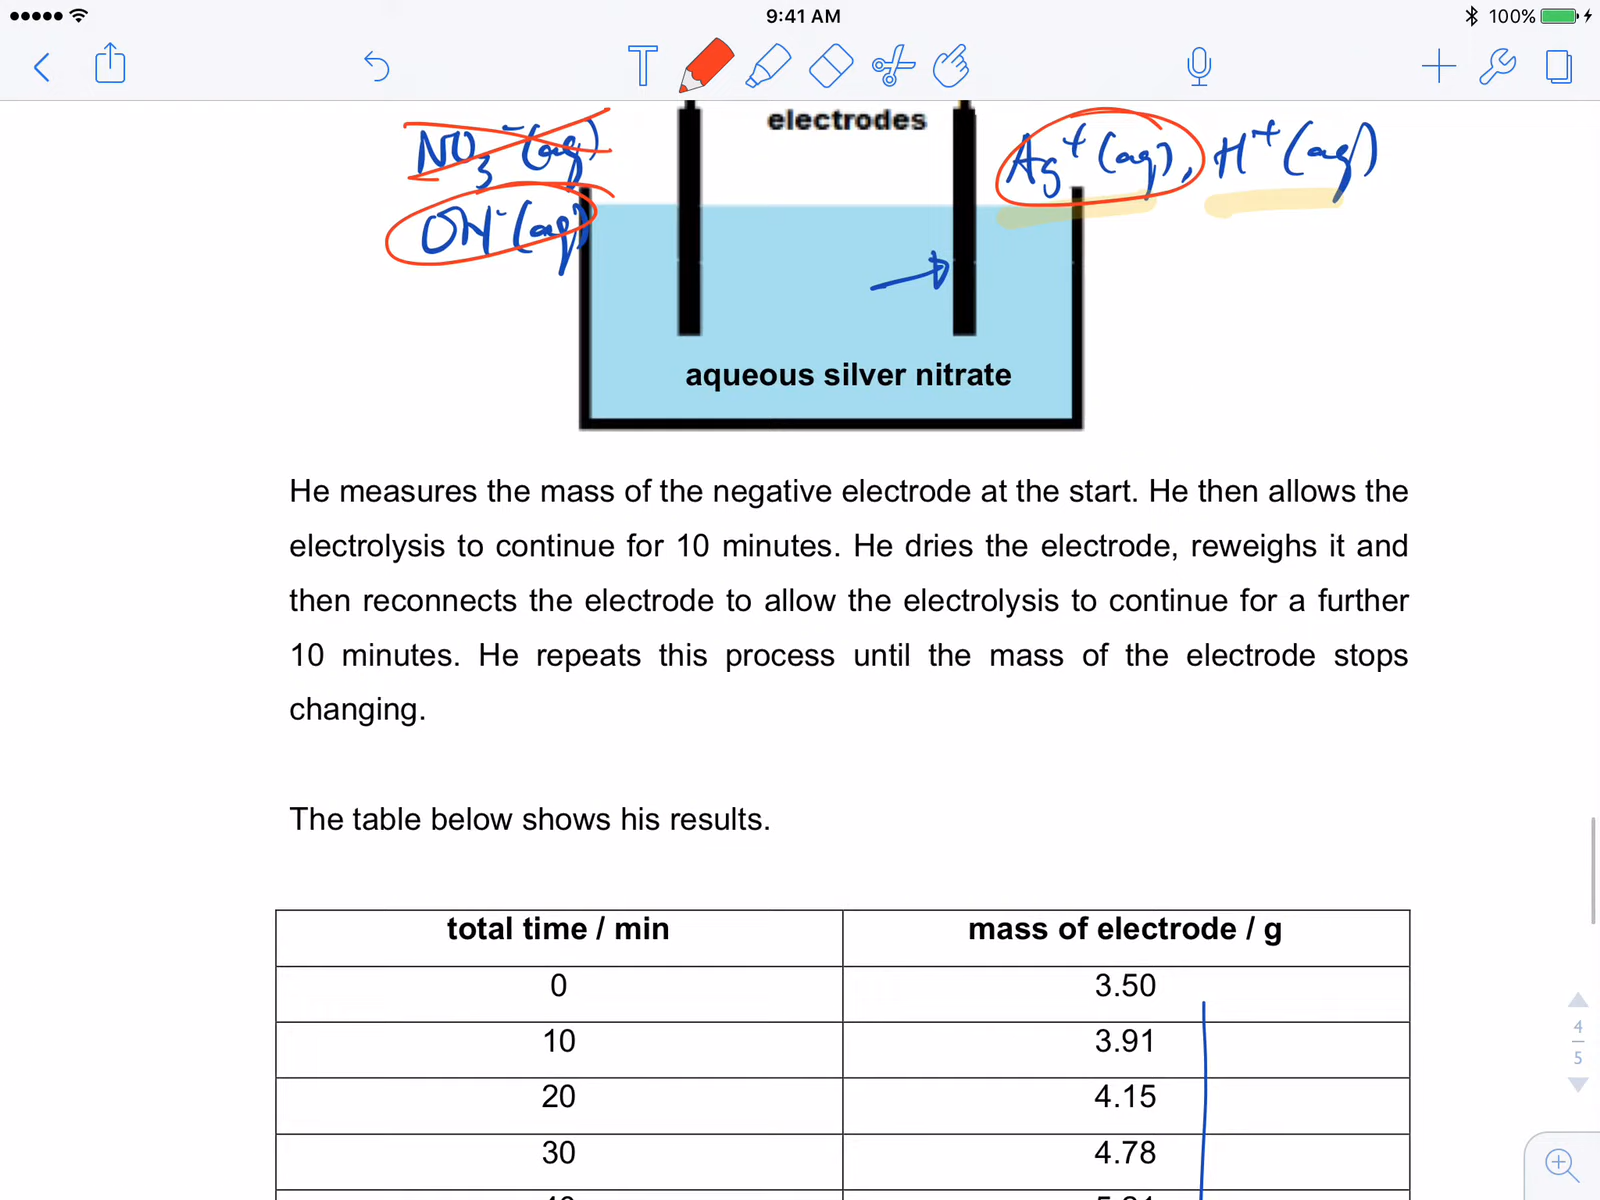 9:41 AM
100%
T
electrodes
NO₃⁻(aq)
Ag⁺(aq), H⁺(aq)
OH⁻(aq)
aqueous silver nitrate
He measures the mass of the negative electrode at the start. He then allows the
electrolysis to continue for 10 minutes. He dries the electrode, reweighs it and
then reconnects the electrode to allow the electrolysis to continue for a further
10 minutes. He repeats this process until the mass of the electrode stops
changing.
The table below shows his results.
total time / min mass of electrode / g
0 3.50
10 3.91
20 4.15
30 4.78
4
5